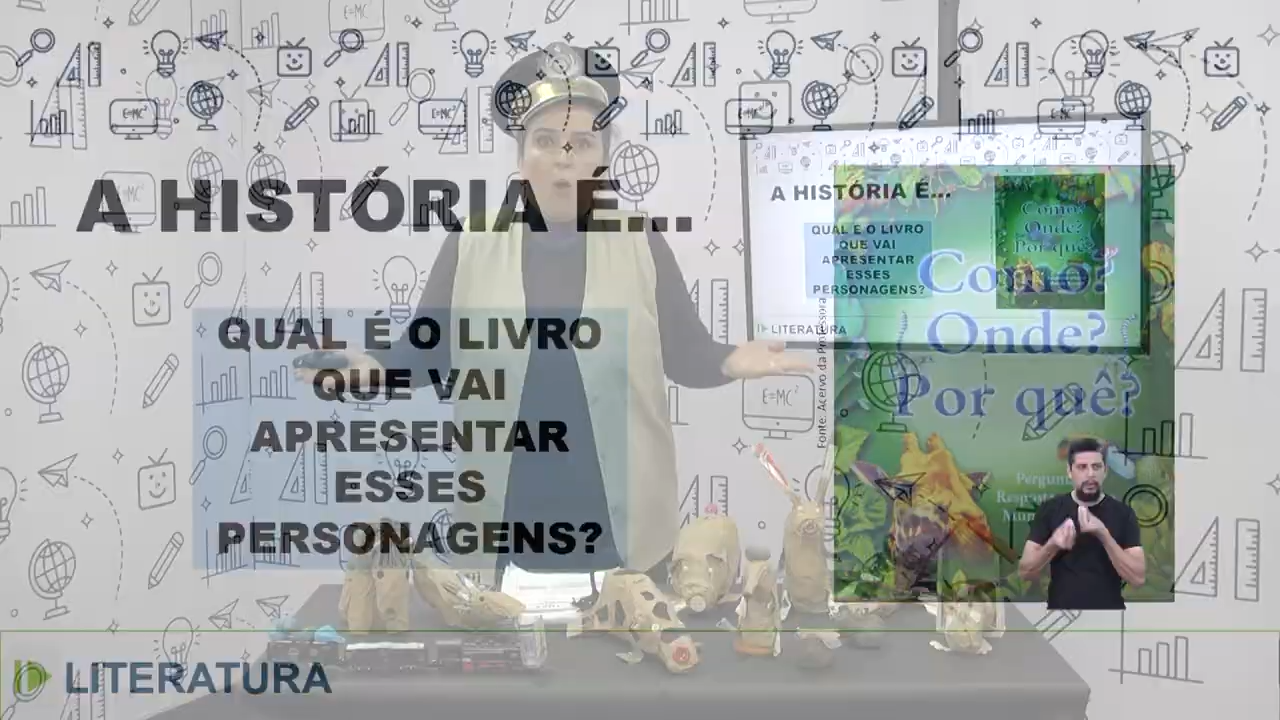 A HISTÓRIA É...
QUAL É O LIVRO
QUE VAI
APRESENTAR
ESSES
PERSONAGENS?
A HISTÓRIA É...
QUAL É O LIVRO
QUE VAI
APRESENTAR
ESSES
PERSONAGENS?
LITERATURA
Como?
Onde?
Por quê?
Como?
Onde?
Por quê?
Fonte: Acervo da Professora
E=MC²
LITERATURA